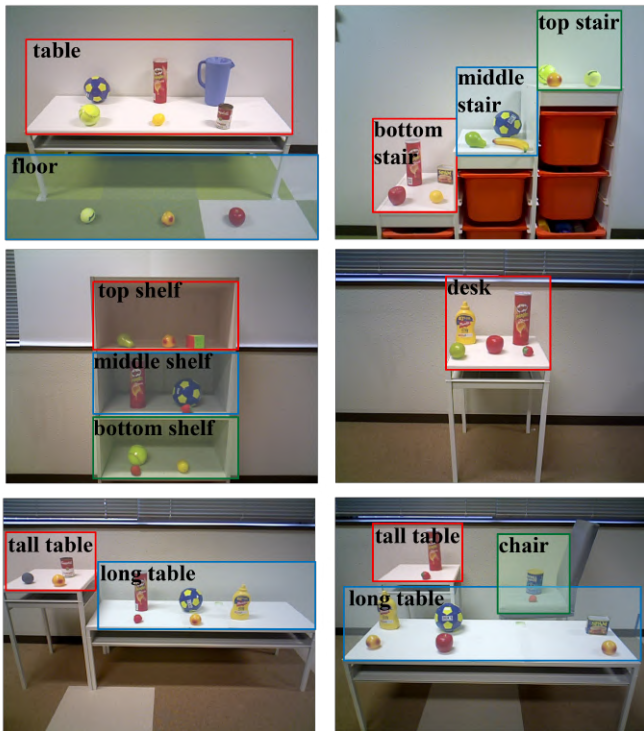 table
floor
top stair
middle
stair
bottom
stair
top shelf
middle shelf
bottom shelf
desk
tall table
long table
tall table
chair
long table